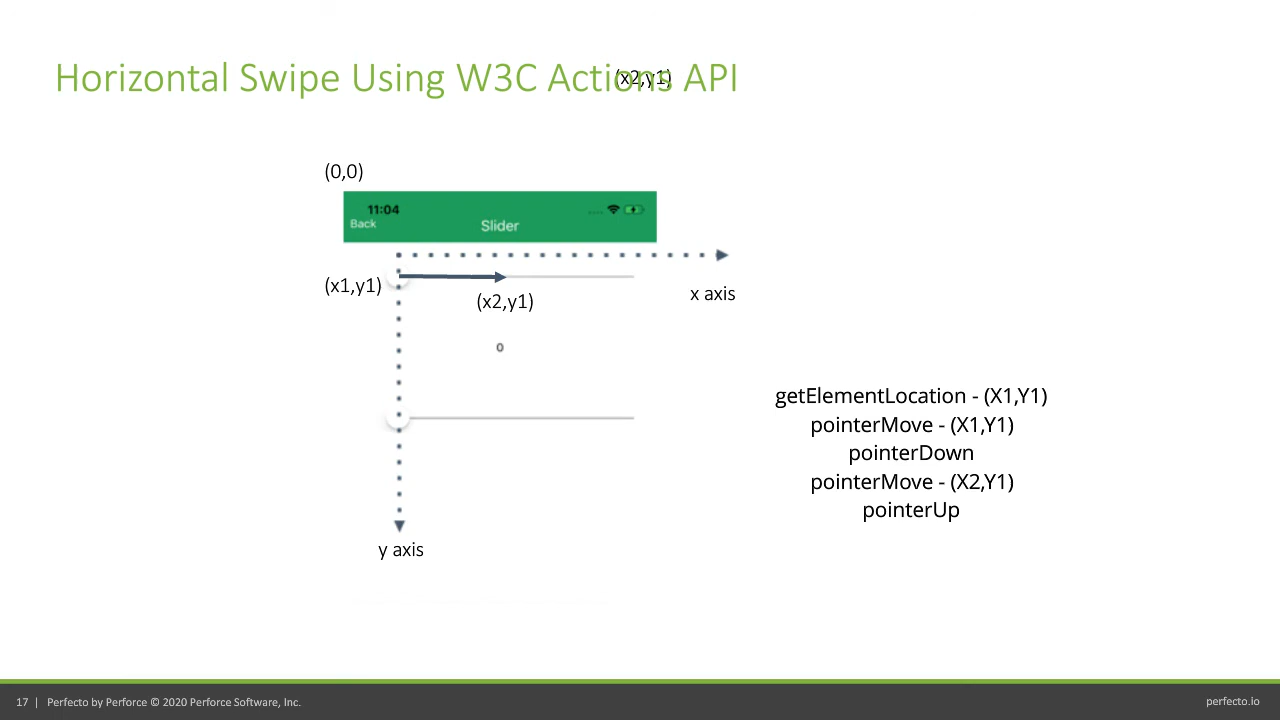 Horizontal Swipe Using W3C Actions API
(x2,y1)
(0,0)
11:04
Back
Slider
(x1,y1)
(x2,y1)
x axis
0
getElementLocation - (X1,Y1)
pointerMove - (X1,Y1)
pointerDown
pointerMove - (X2,Y1)
pointerUp
y axis
17 | Perfecto by Perforce © 2020 Perforce Software, Inc.
perfecto.io